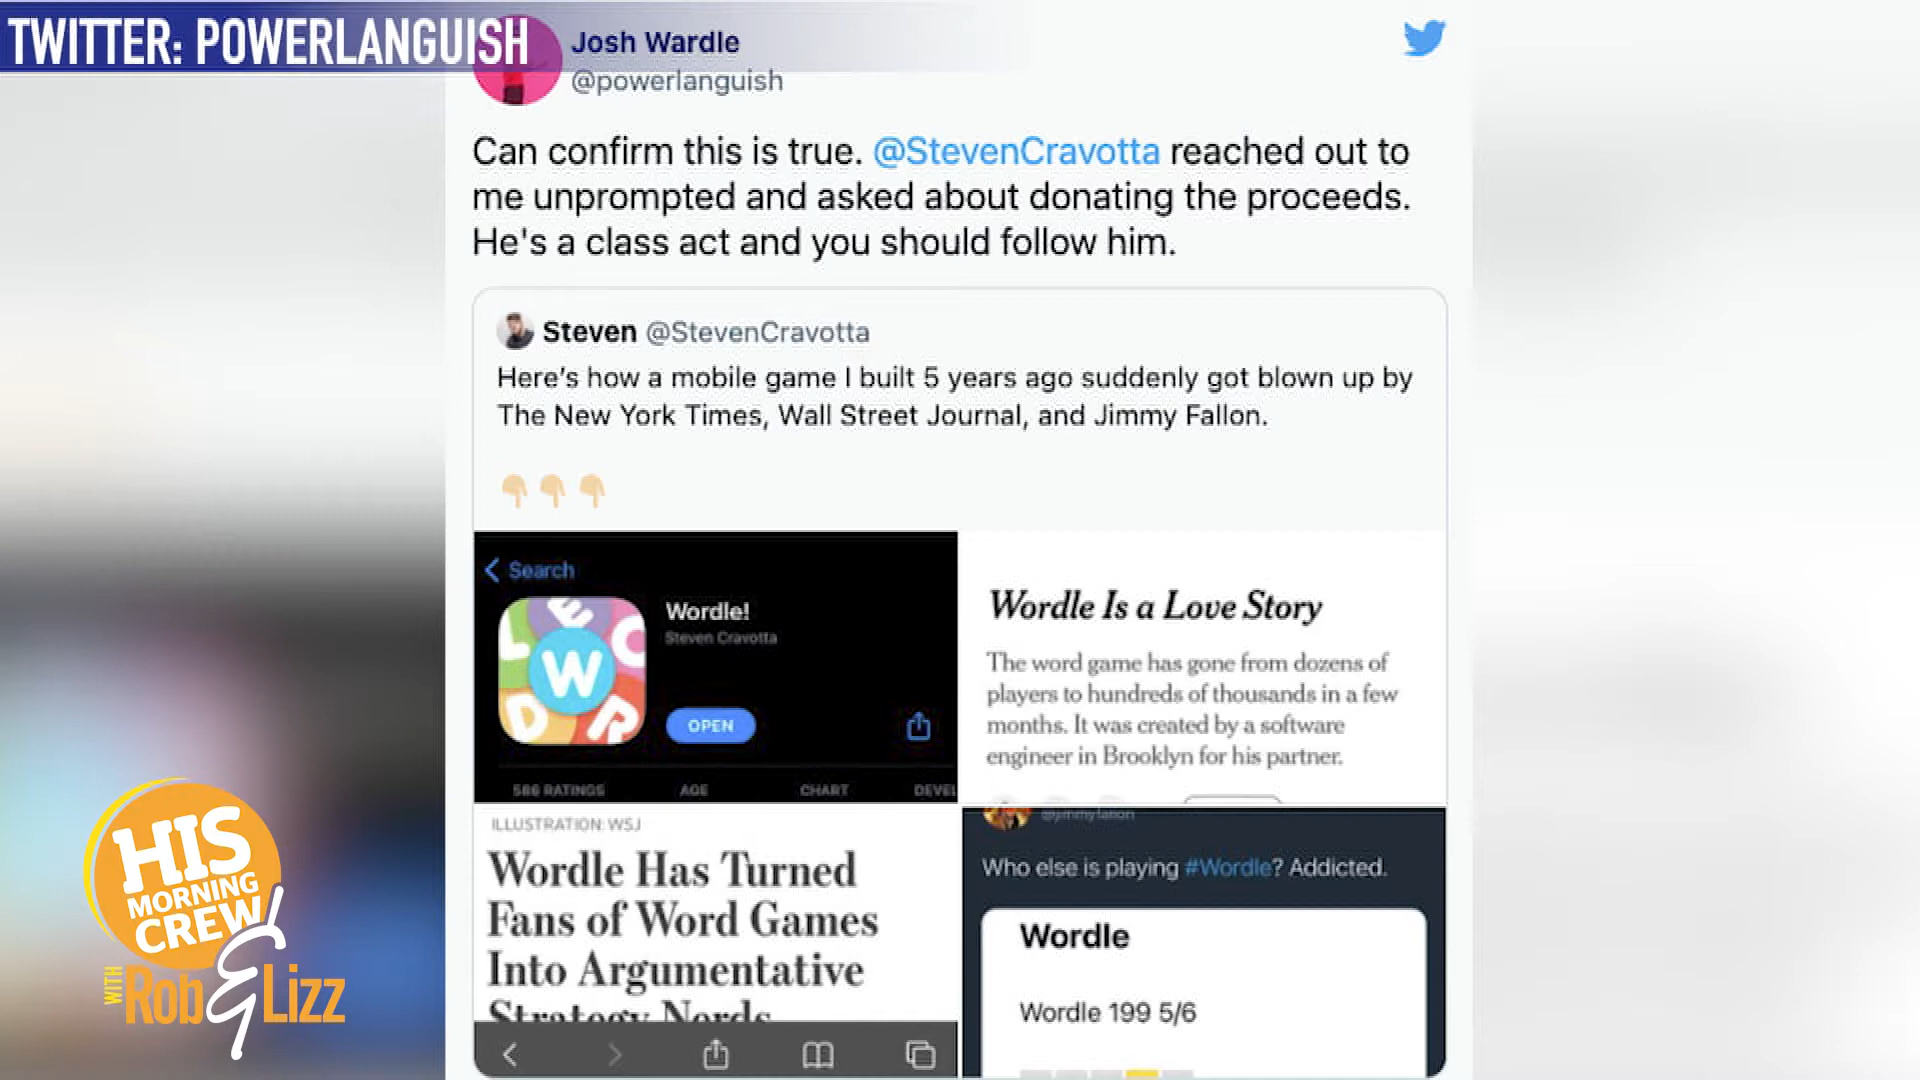 TWITTER: POWERLANGUISH
Josh Wardle
@powerlanguish
Can confirm this is true. @StevenCravotta reached out to
me unprompted and asked about donating the proceeds.
He's a class act and you should follow him.
Steven @StevenCravotta
Here's how a mobile game I built 5 years ago suddenly got blown up by
The New York Times, Wall Street Journal, and Jimmy Fallon.
Search
Wordle!
Steven Cravotta
OPEN
586 RATINGS AGE CHART DEVEL
L E C W D R
Wordle Is a Love Story
The word game has gone from dozens of
players to hundreds of thousands in a few
months. It was created by a software
engineer in Brooklyn for his partner.
ILLUSTRATION: WSJ
Wordle Has Turned
Fans of Word Games
Into Argumentative
Strategy Nerds
@jimmyfallon
Who else is playing #Wordle? Addicted.
Wordle
Wordle 199 5/6
HIS
MORNING
CREW
WITH Rob & Lizz